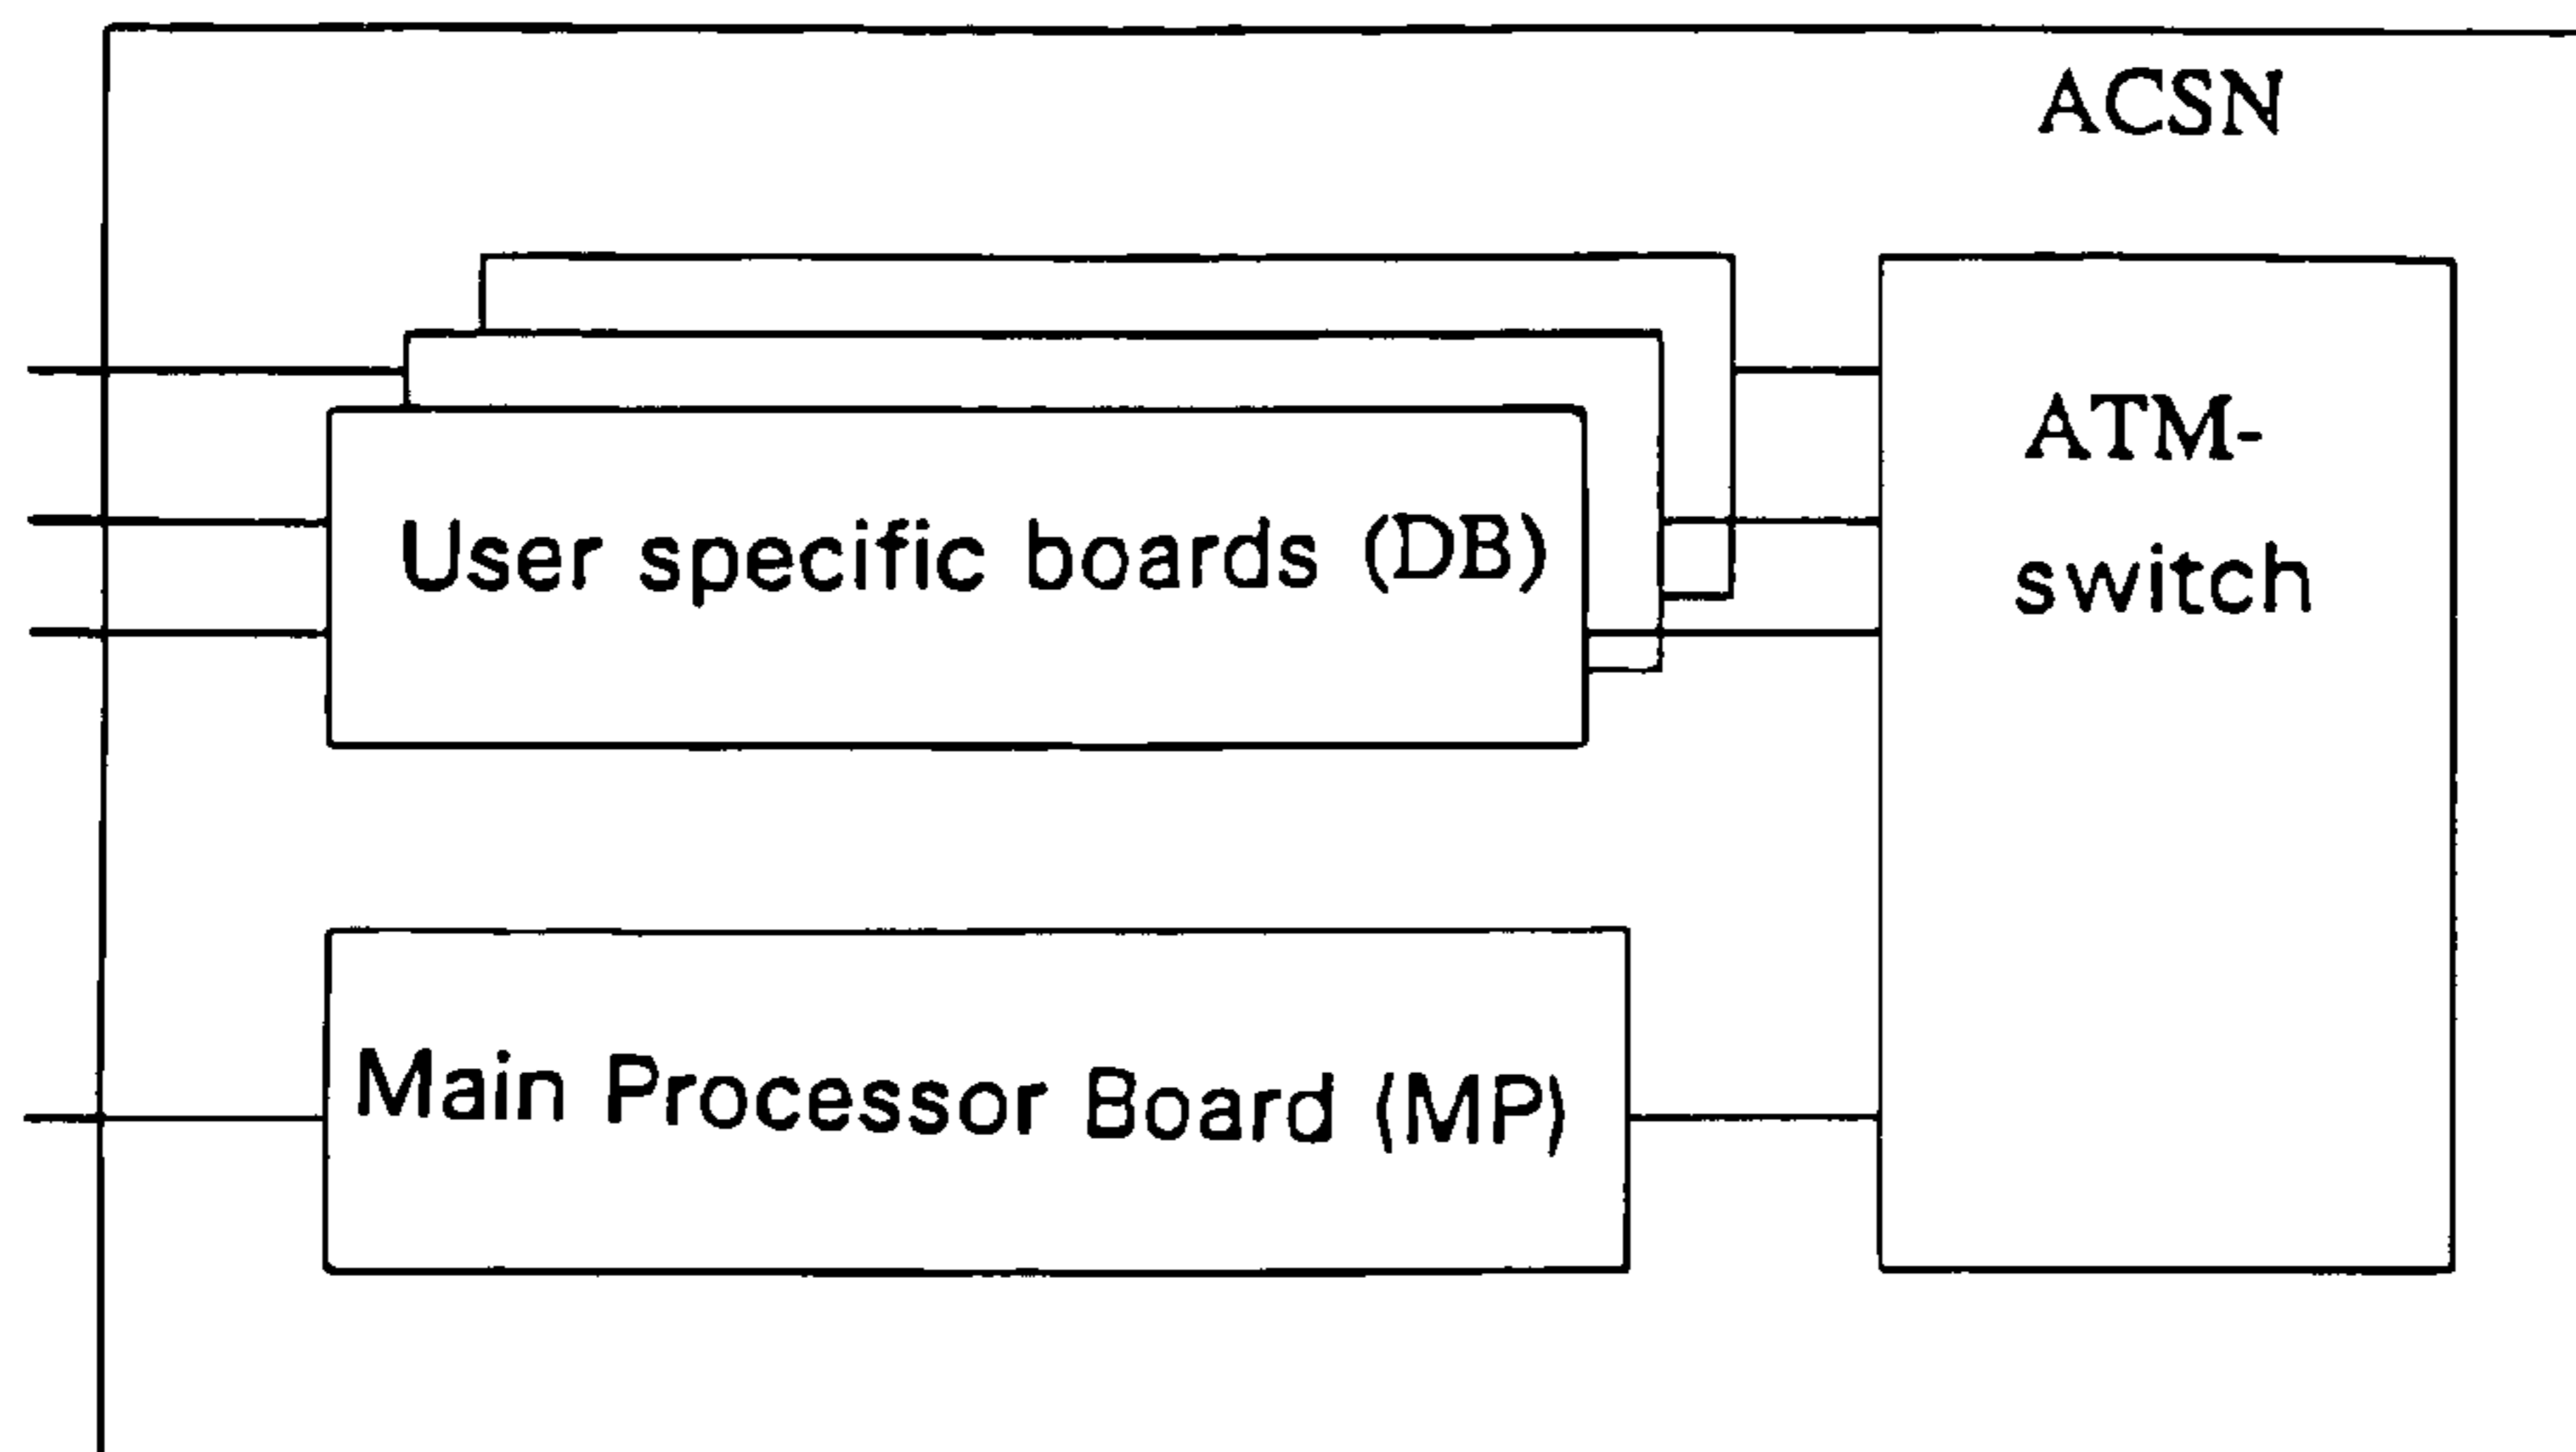 ACSN
User specific boards (DB)
ATM-
switch
Main Processor Board (MP)